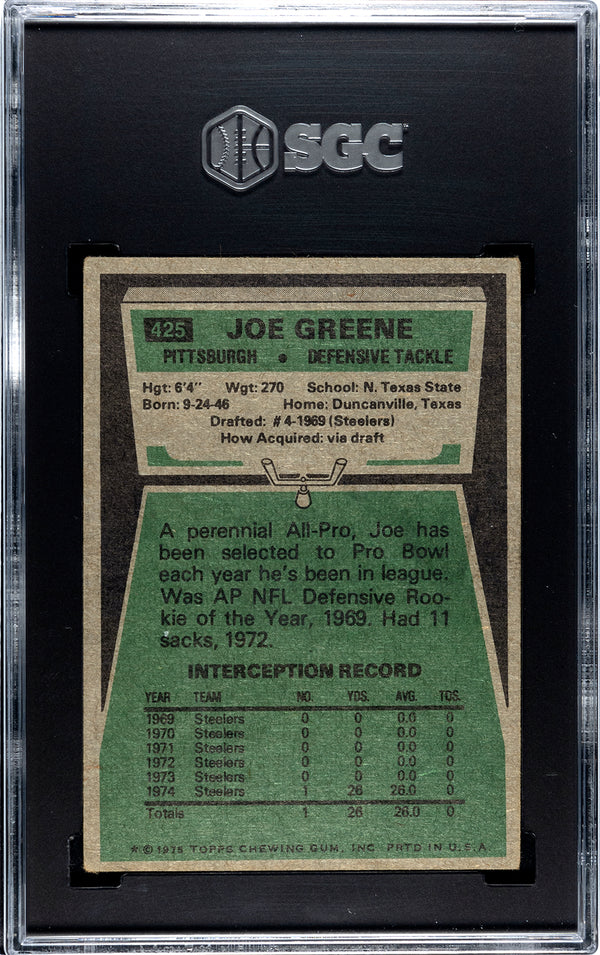 SGC
425 JOE GREENE
PITTSBURGH • DEFENSIVE TACKLE
Hgt: 6'4" Wgt: 270 School: N. Texas State
Born: 9-24-46 Home: Duncanville, Texas
Drafted: #4-1969 (Steelers)
How Acquired: via draft
A perennial All-Pro, Joe has
been selected to Pro Bowl
each year he's been in league.
Was AP NFL Defensive Roo-
kie of the Year, 1969. Had 11
sacks, 1972.
INTERCEPTION RECORD
YEAR TEAM NO. YDS. AVG. TDS.
1969 Steelers 0 0 0.0 0
1970 Steelers 0 0 0.0 0
1971 Steelers 0 0 0.0 0
1972 Steelers 0 0 0.0 0
1973 Steelers 0 0 0.0 0
1974 Steelers 1 26 26.0 0
Totals 1 26 26.0 0
* © 1975 TOPPS CHEWING GUM, INC PRTD IN U.S.A.